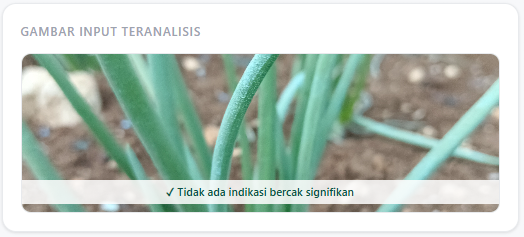 GAMBAR INPUT TERANALISIS
✓ Tidak ada indikasi bercak signifikan